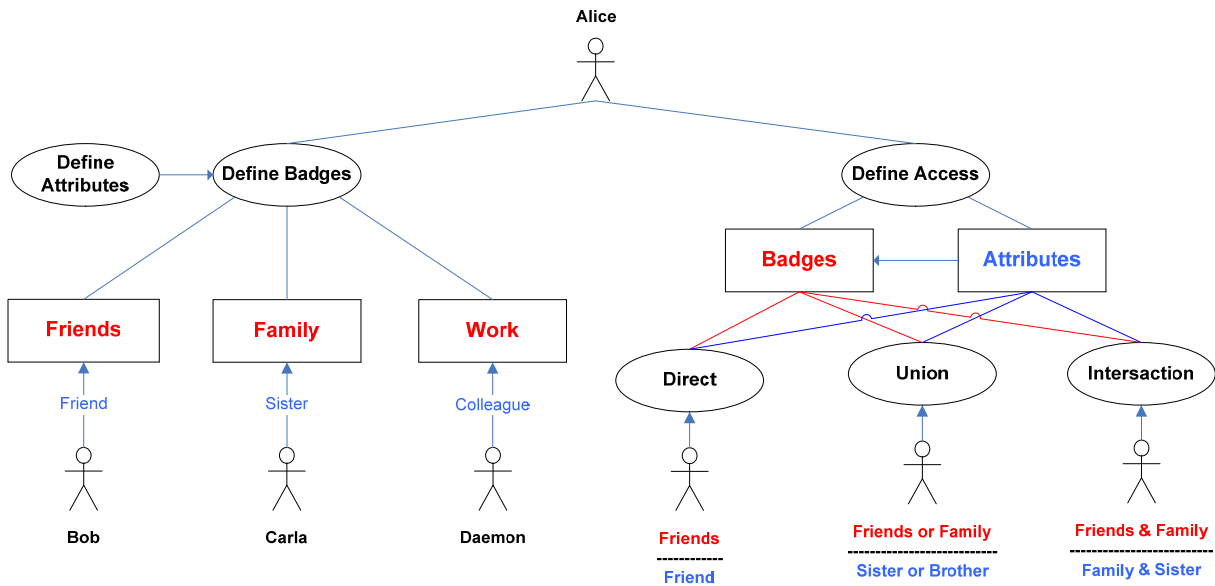 Alice
Define
Attributes
Define Badges
Define Access
Badges
Attributes
Friends
Family
Work
Direct
Union
Intersaction
Friend
Sister
Colleague
Bob
Carla
Daemon
Friends
Friend
Friends or Family
Sister or Brother
Friends & Family
Family & Sister